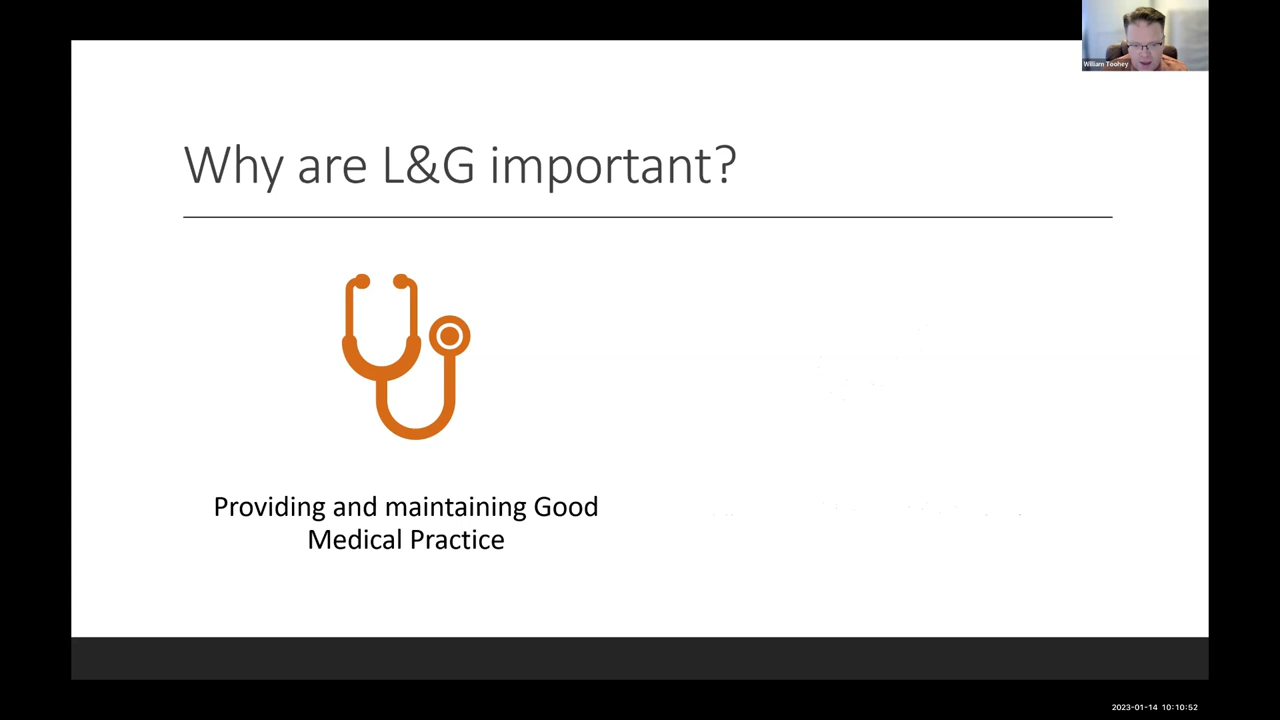 William Toohey
Why are L&G important?
Providing and maintaining Good
Medical Practice
2023-01-14 10:10:52